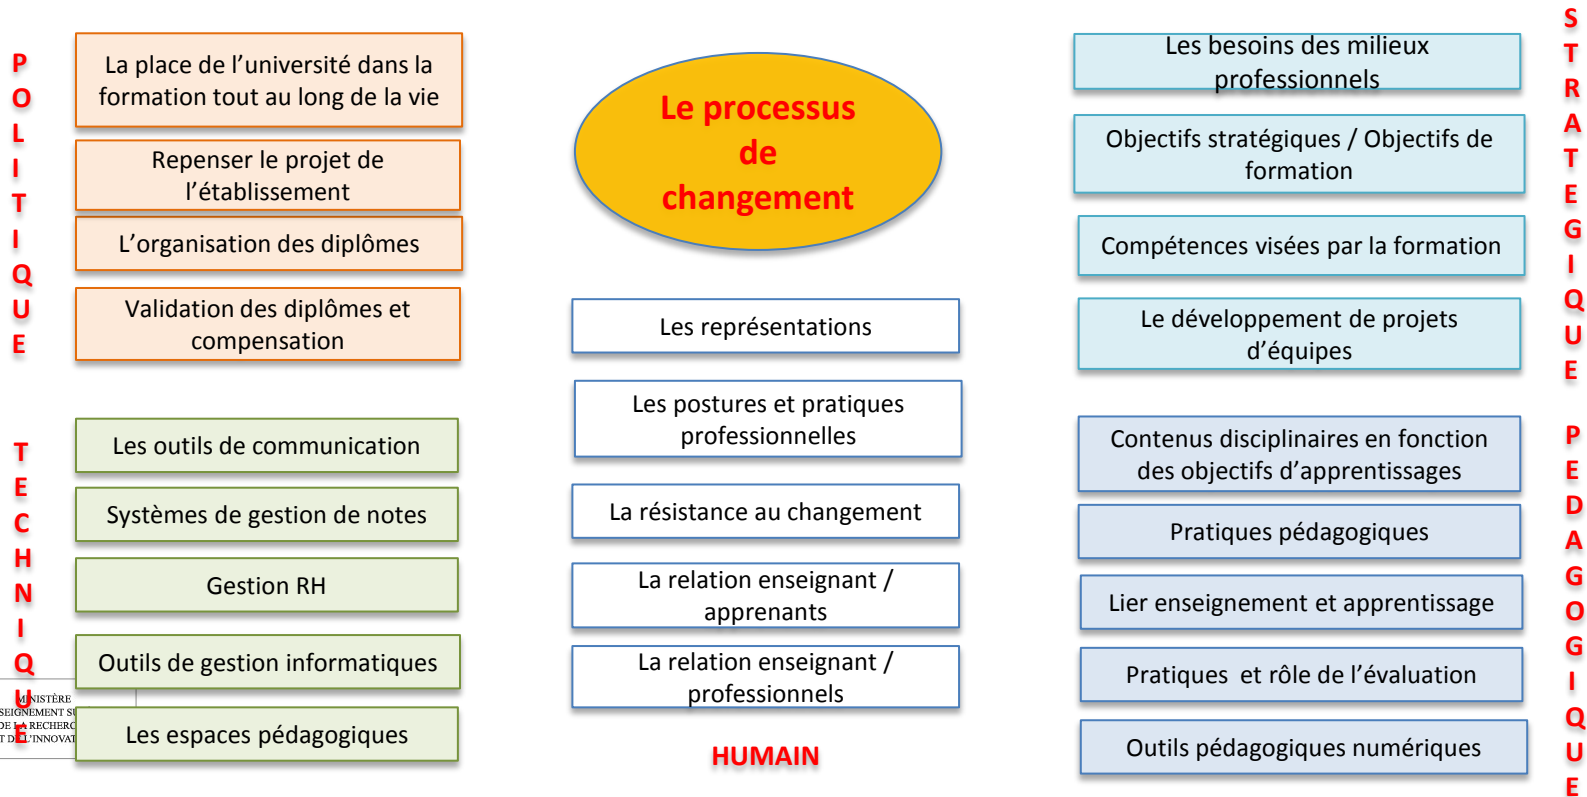 POLITIQUE
La place de l’université dans la
formation tout au long de la vie
Repenser le projet de
l’établissement
L’organisation des diplômes
Validation des diplômes et
compensation
TECHNIQUE
Les outils de communication
Systèmes de gestion de notes
Gestion RH
Outils de gestion informatiques
Les espaces pédagogiques
Le processus
de
changement
Les représentations
Les postures et pratiques
professionnelles
La résistance au changement
La relation enseignant /
apprenants
La relation enseignant /
professionnels
HUMAIN
STRATEGIQUE
Les besoins des milieux
professionnels
Objectifs stratégiques / Objectifs de
formation
Compétences visées par la formation
Le développement de projets
d’équipes
PEDAGOGIQUE
Contenus disciplinaires en fonction
des objectifs d’apprentissages
Pratiques pédagogiques
Lier enseignement et apprentissage
Pratiques et rôle de l’évaluation
Outils pédagogiques numériques